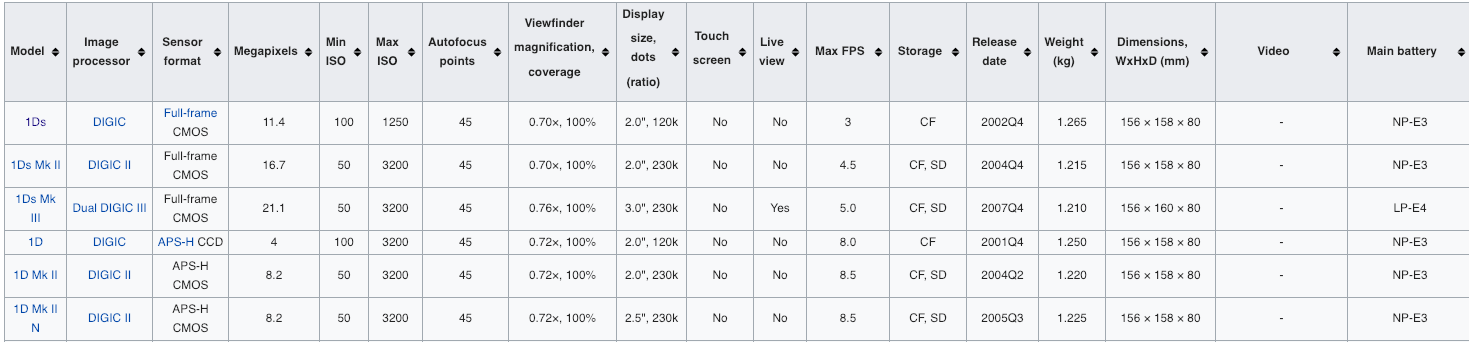 Model Image processor Sensor format Megapixels Min ISO Max ISO Autofocus points Viewfinder magnification, coverage Display size, dots (ratio) Touch screen Live view Max FPS Storage Release date Weight (kg) Dimensions, WxHxD (mm) Video Main battery
1Ds DIGIC Full-frame CMOS 11.4 100 1250 45 0.70×, 100% 2.0", 120k No No 3 CF 2002Q4 1.265 156 × 158 × 80 - NP-E3
1Ds Mk II DIGIC II Full-frame CMOS 16.7 50 3200 45 0.70×, 100% 2.0", 230k No No 4.5 CF, SD 2004Q4 1.215 156 × 158 × 80 - NP-E3
1Ds Mk III Dual DIGIC III Full-frame CMOS 21.1 50 3200 45 0.76×, 100% 3.0", 230k No Yes 5.0 CF, SD 2007Q4 1.210 156 × 160 × 80 - LP-E4
1D DIGIC APS-H CCD 4 100 3200 45 0.72×, 100% 2.0", 120k No No 8.0 CF 2001Q4 1.250 156 × 158 × 80 - NP-E3
1D Mk II DIGIC II APS-H CMOS 8.2 50 3200 45 0.72×, 100% 2.0", 230k No No 8.5 CF, SD 2004Q2 1.220 156 × 158 × 80 - NP-E3
1D Mk II N DIGIC II APS-H CMOS 8.2 50 3200 45 0.72×, 100% 2.5", 230k No No 8.5 CF, SD 2005Q3 1.225 156 × 158 × 80 - NP-E3